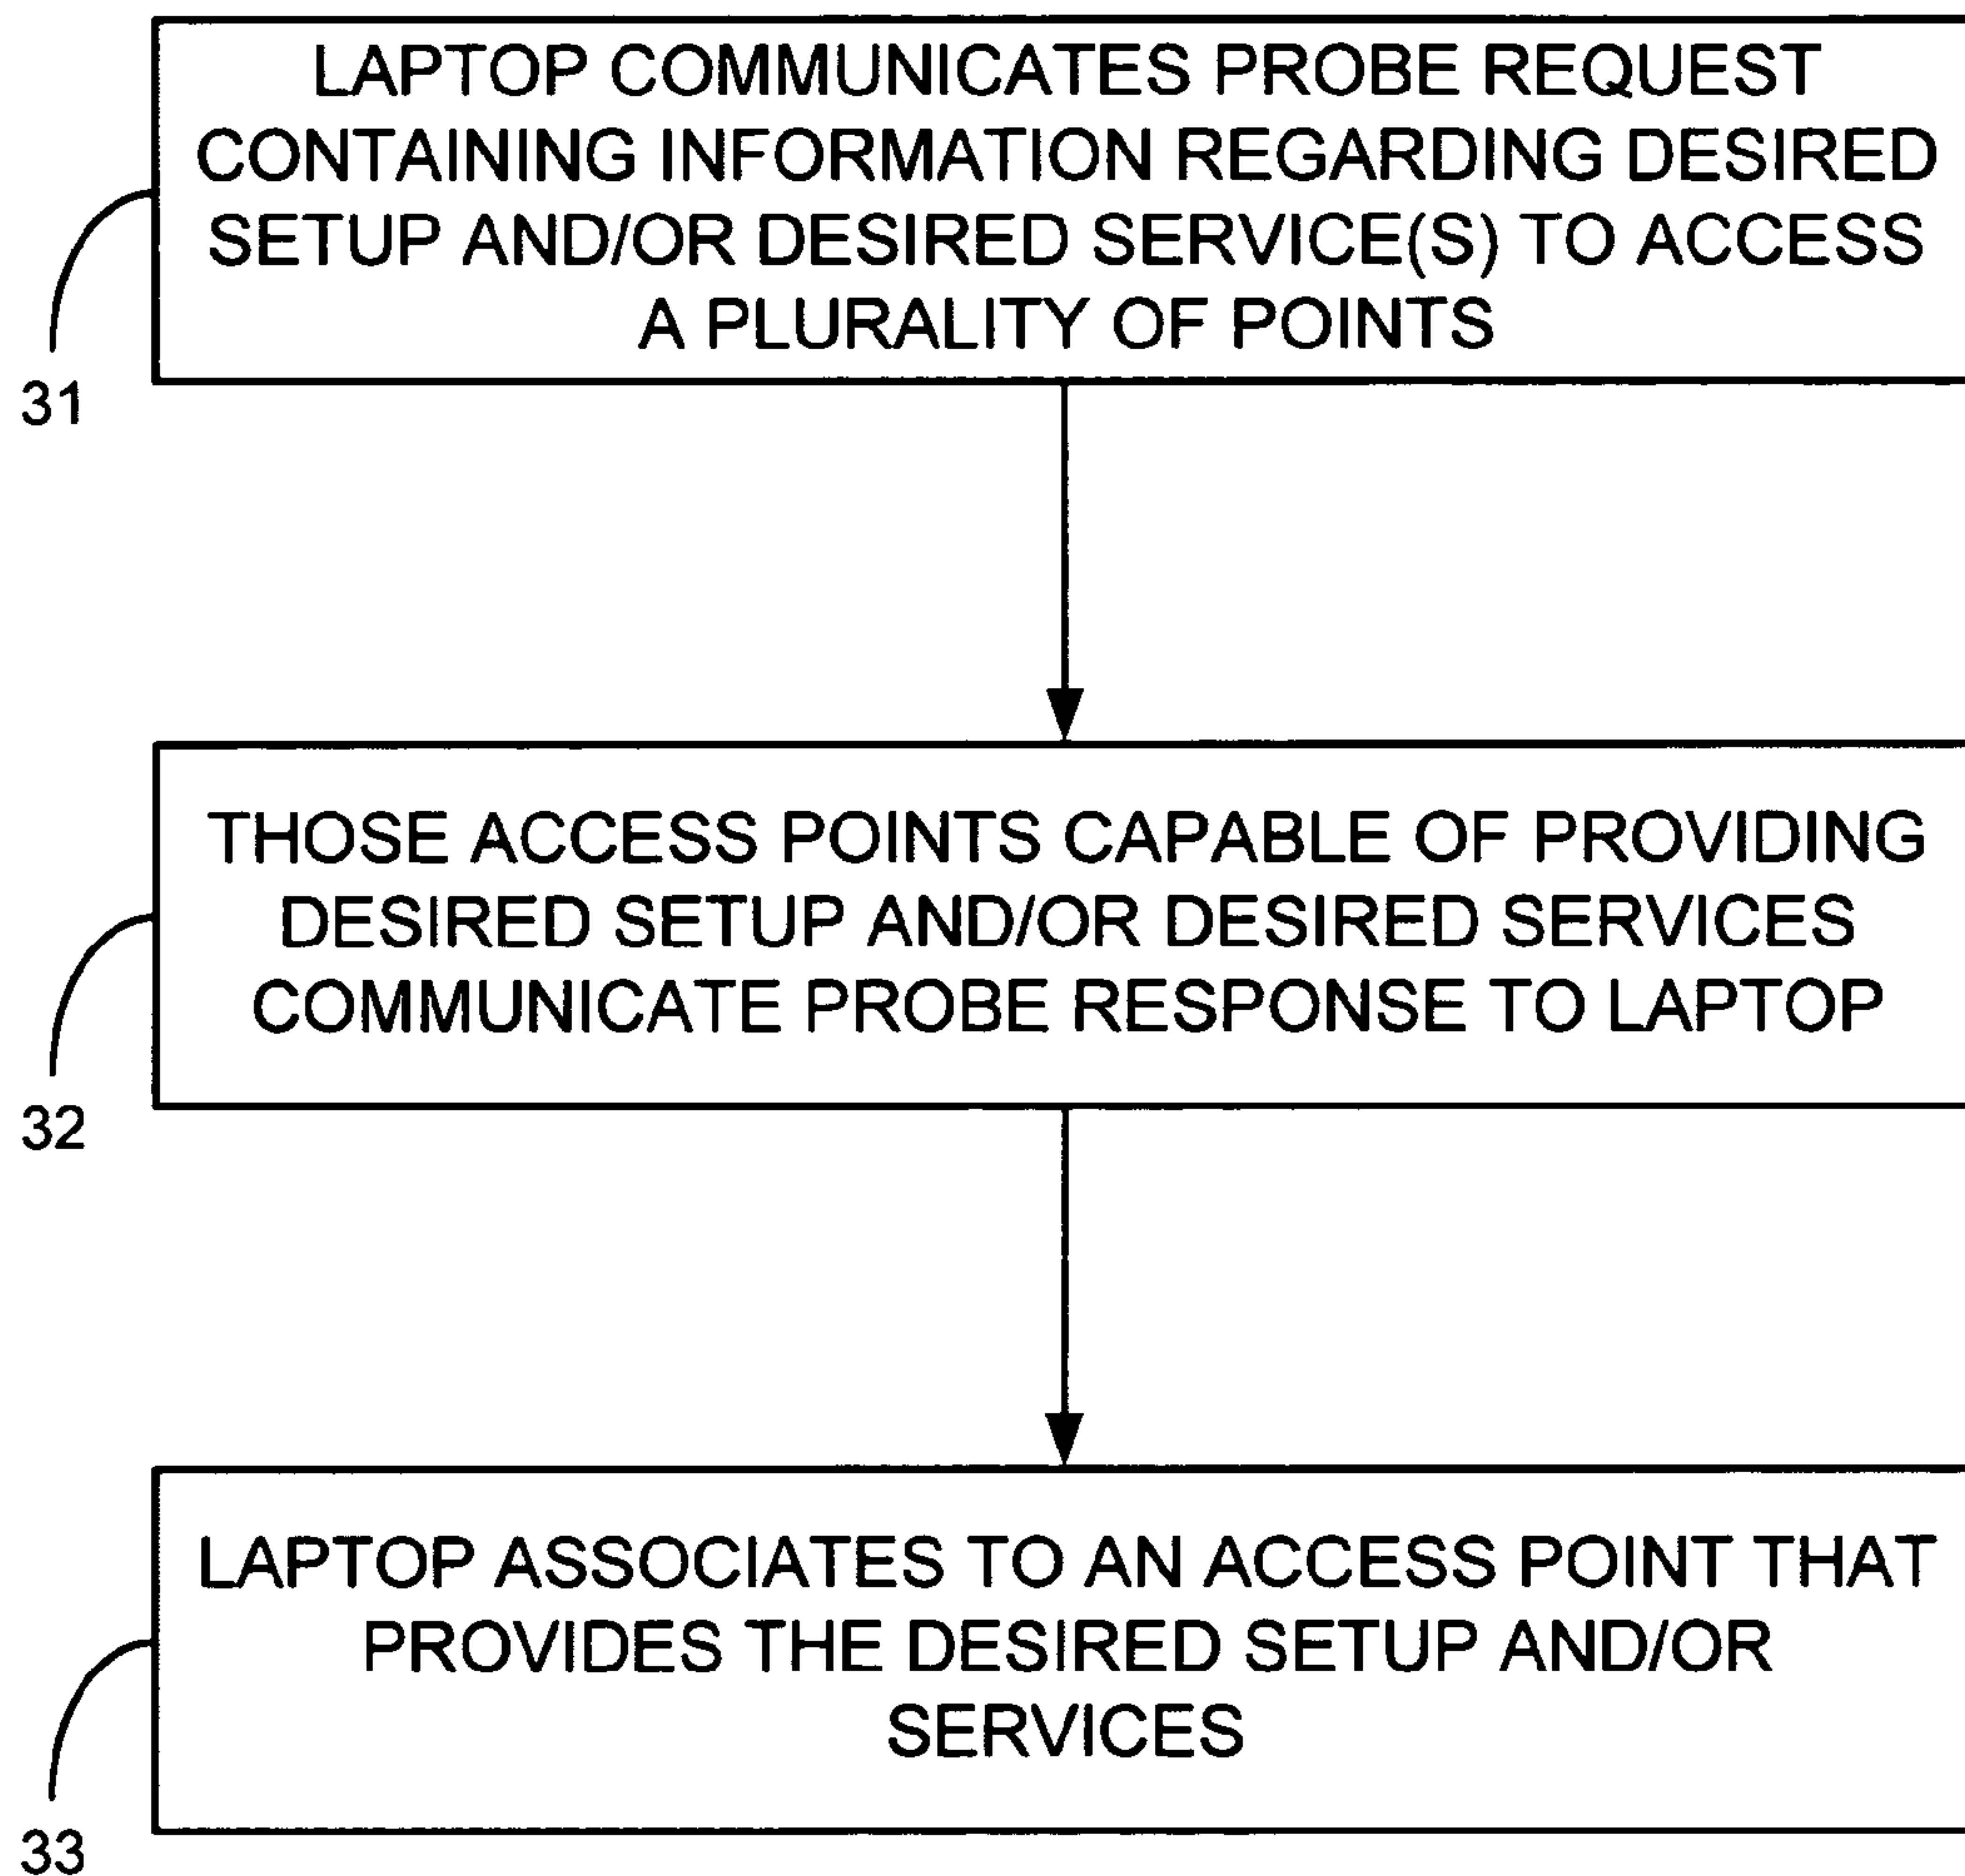 LAPTOP COMMUNICATES PROBE REQUEST
CONTAINING INFORMATION REGARDING DESIRED
SETUP AND/OR DESIRED SERVICE(S) TO ACCESS
A PLURALITY OF POINTS
31
THOSE ACCESS POINTS CAPABLE OF PROVIDING
DESIRED SETUP AND/OR DESIRED SERVICES
COMMUNICATE PROBE RESPONSE TO LAPTOP
32
LAPTOP ASSOCIATES TO AN ACCESS POINT THAT
PROVIDES THE DESIRED SETUP AND/OR
SERVICES
33